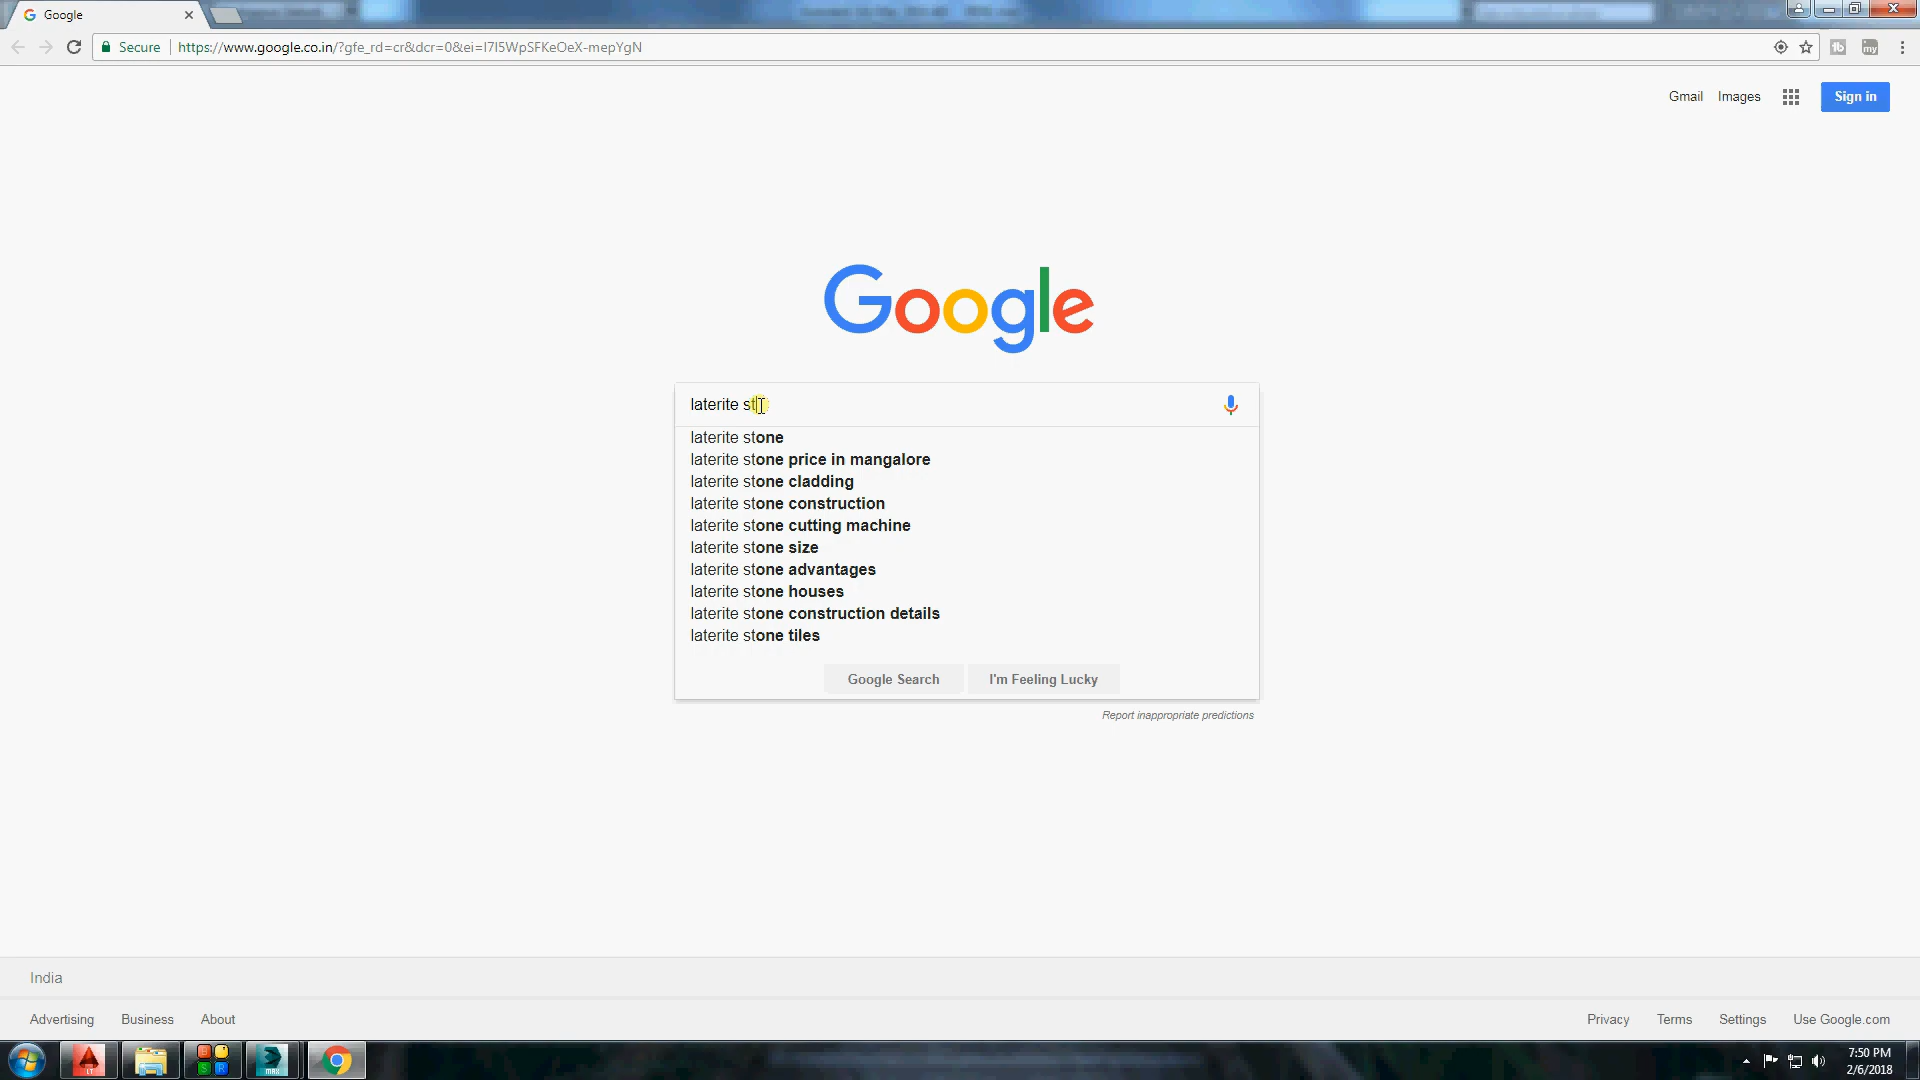 Google
Secure
https://www.google.co.in/?gfe_rd=cr&dcr=0&ei=I7I5WpSFKeOeX-mepYgN
Gmail Images Sign in
Google
laterite st
laterite stone
laterite stone price in mangalore
laterite stone cladding
laterite stone construction
laterite stone cutting machine
laterite stone size
laterite stone advantages
laterite stone houses
laterite stone construction details
laterite stone tiles
Google Search I'm Feeling Lucky
Report inappropriate predictions
India
Advertising Business About Privacy Terms Settings Use Google.com
LT
MAX
7:50 PM
2/6/2018